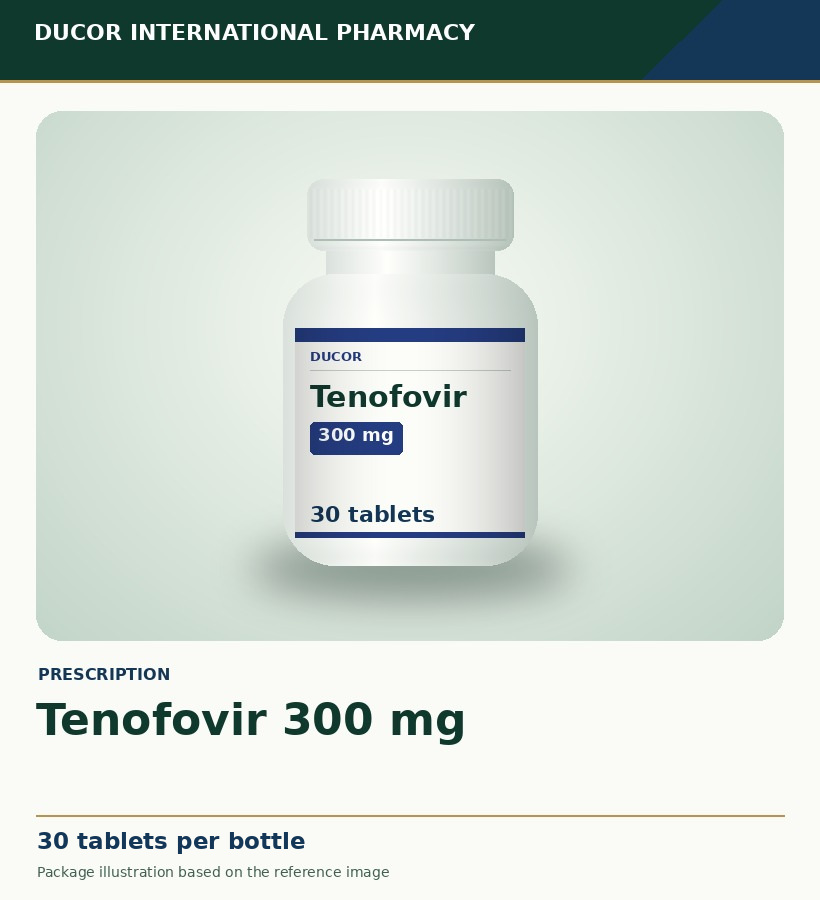 DUCOR INTERNATIONAL PHARMACY
DUCOR
Tenofovir
300 mg
30 tablets
PRESCRIPTION
Tenofovir 300 mg
30 tablets per bottle
Package illustration based on the reference image